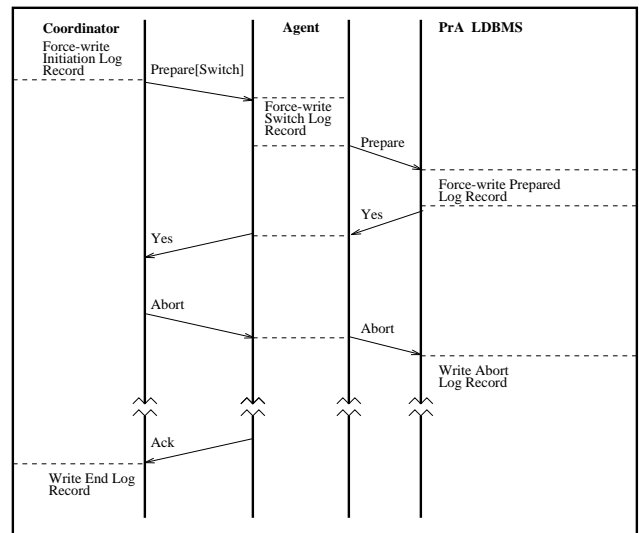 Coordinator
Agent
PrA LDBMS
Force-write
Initiation Log
Record
Prepare[Switch]
Force-write
Switch Log
Record
Prepare
Force-write Prepared
Log Record
Yes
Yes
Abort
Abort
Write Abort
Log Record
Ack
Write End Log
Record